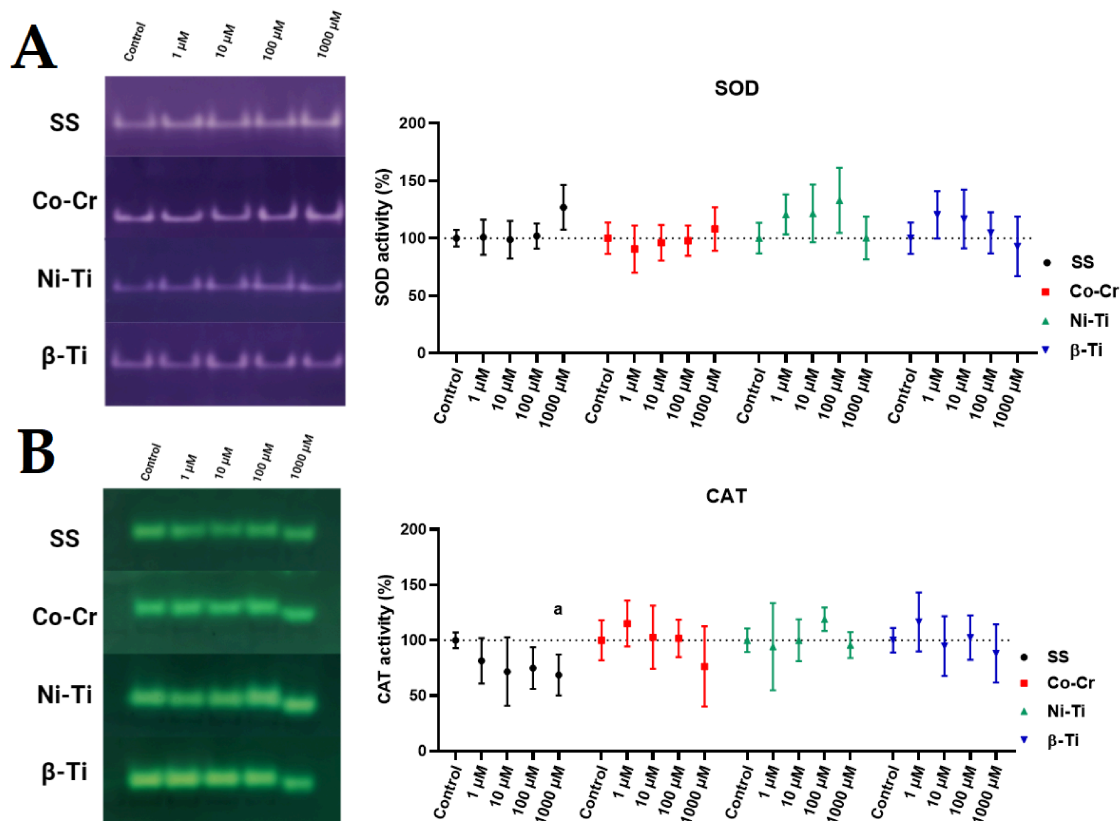 A
Control
1 µM
10 µM
100 µM
1000 µM
SS
Co-Cr
Ni-Ti
β-Ti
SOD
SOD activity (%)
200
150
100
50
0
Control
1 µM
10 µM
100 µM
1000 µM
Control
1 µM
10 µM
100 µM
1000 µM
Control
1 µM
10 µM
100 µM
1000 µM
Control
1 µM
10 µM
100 µM
1000 µM
SS
Co-Cr
Ni-Ti
β-Ti
B
Control
1 µM
10 µM
100 µM
1000 µM
SS
Co-Cr
Ni-Ti
β-Ti
CAT
CAT activity (%)
200
150
100
50
0
a
Control
1 µM
10 µM
100 µM
1000 µM
Control
1 µM
10 µM
100 µM
1000 µM
Control
1 µM
10 µM
100 µM
1000 µM
Control
1 µM
10 µM
100 µM
1000 µM
SS
Co-Cr
Ni-Ti
β-Ti